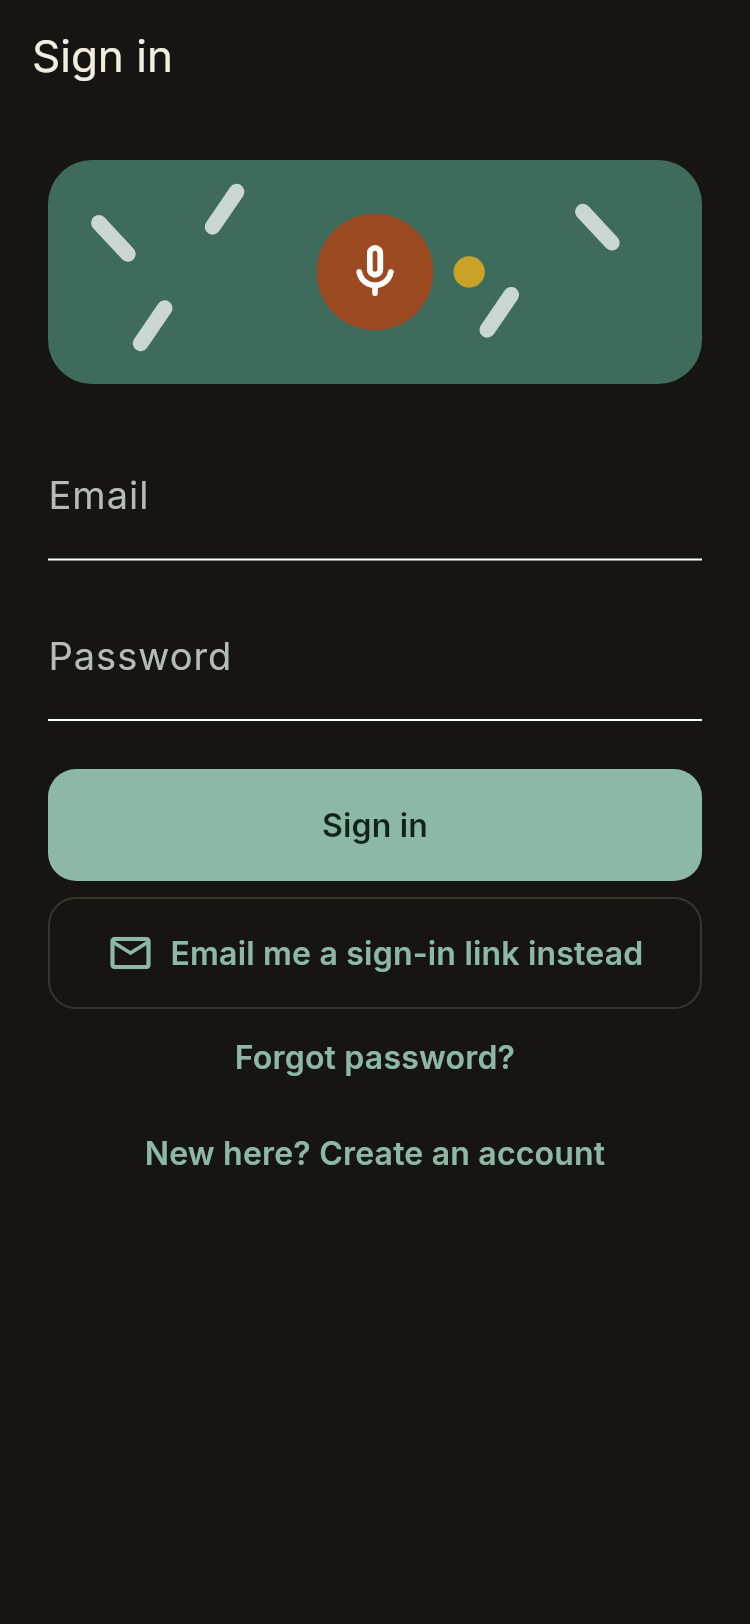 Sign in
Email
Password
Sign in
Email me a sign-in link instead
Forgot password?
New here? Create an account